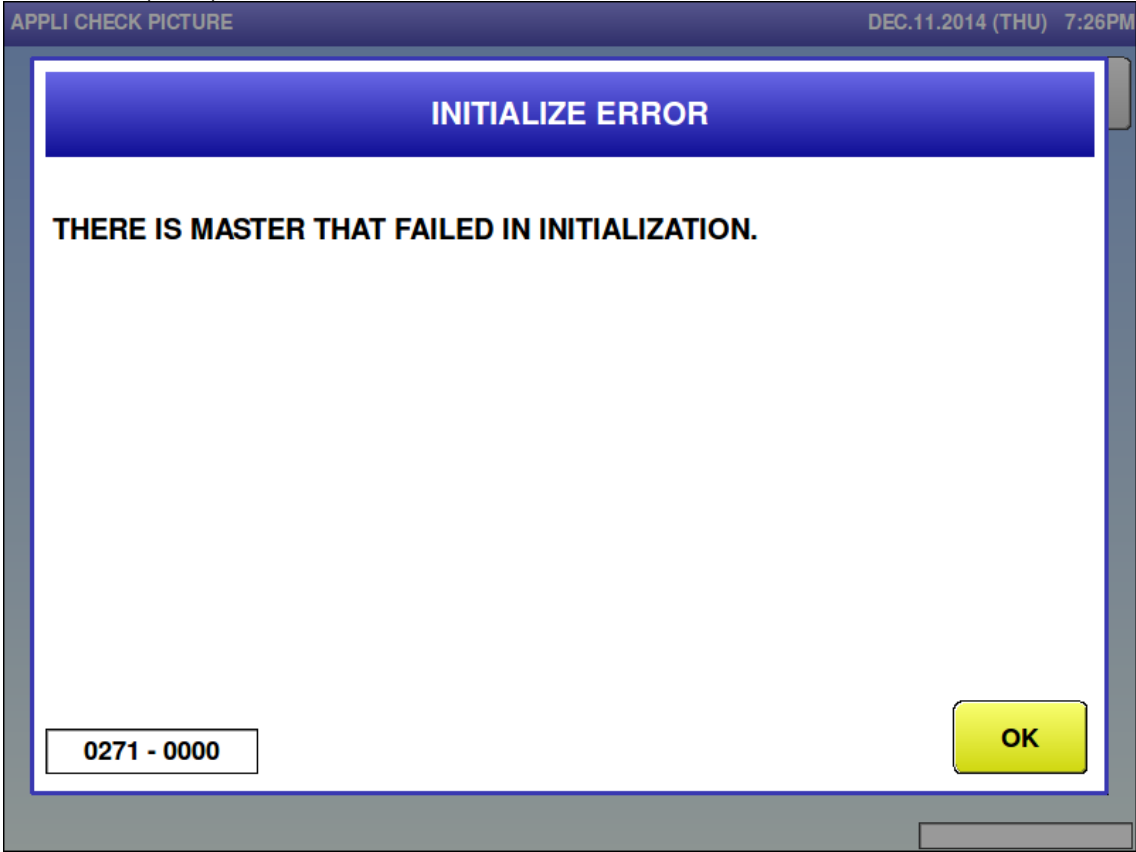 APPLI CHECK PICTURE DEC.11.2014 (THU) 7:26PM
INITIALIZE ERROR
THERE IS MASTER THAT FAILED IN INITIALIZATION.
OK
0271 - 0000